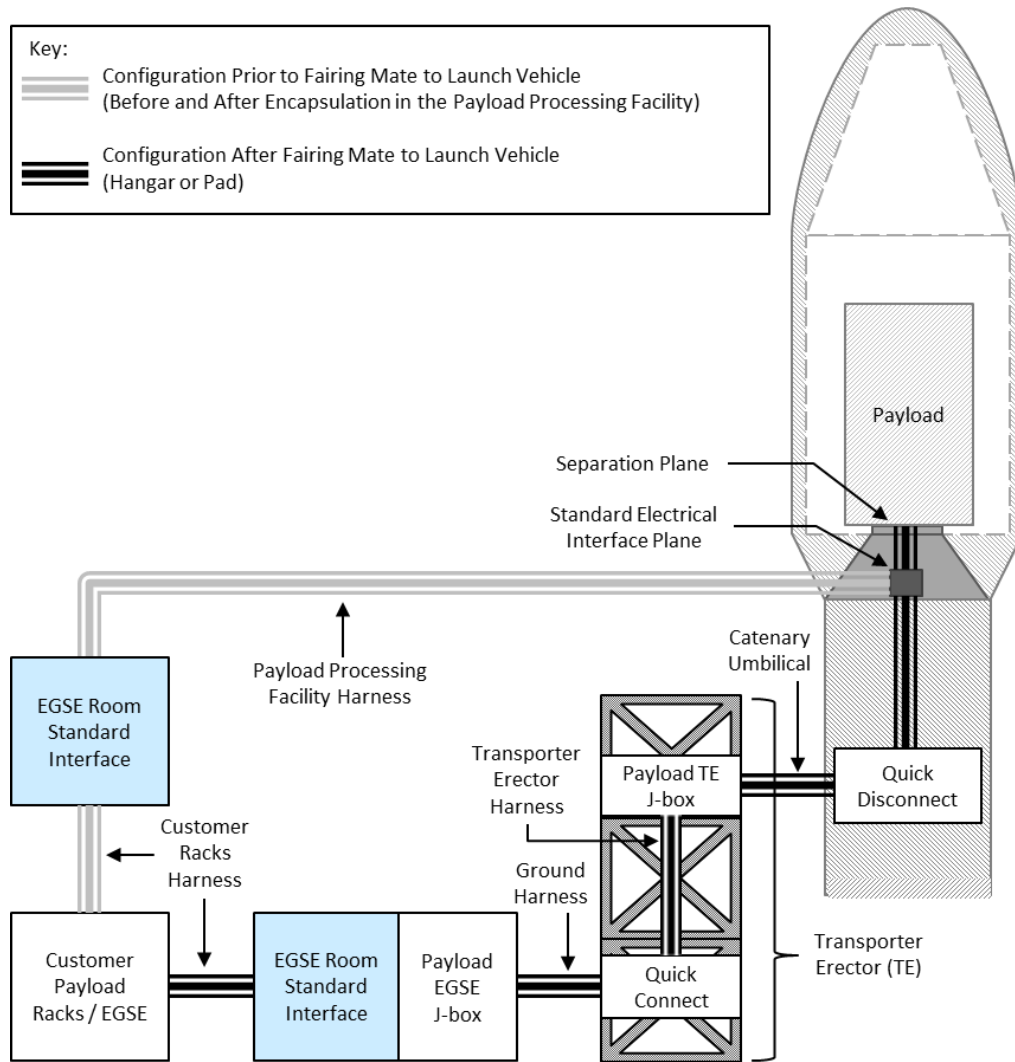 Key:
Configuration Prior to Fairing Mate to Launch Vehicle
(Before and After Encapsulation in the Payload Processing Facility)
Configuration After Fairing Mate to Launch Vehicle
(Hangar or Pad)
Payload
Separation Plane
Standard Electrical
Interface Plane
Payload Processing
Facility Harness
Catenary
Umbilical
EGSE Room
Standard
Interface
Transporter
Erector
Harness
Payload TE
J-box
Quick
Disconnect
Customer
Racks
Harness
Ground
Harness
Customer
Payload
Racks / EGSE
EGSE Room
Standard
Interface
Payload
EGSE
J-box
Quick
Connect
Transporter
Erector (TE)